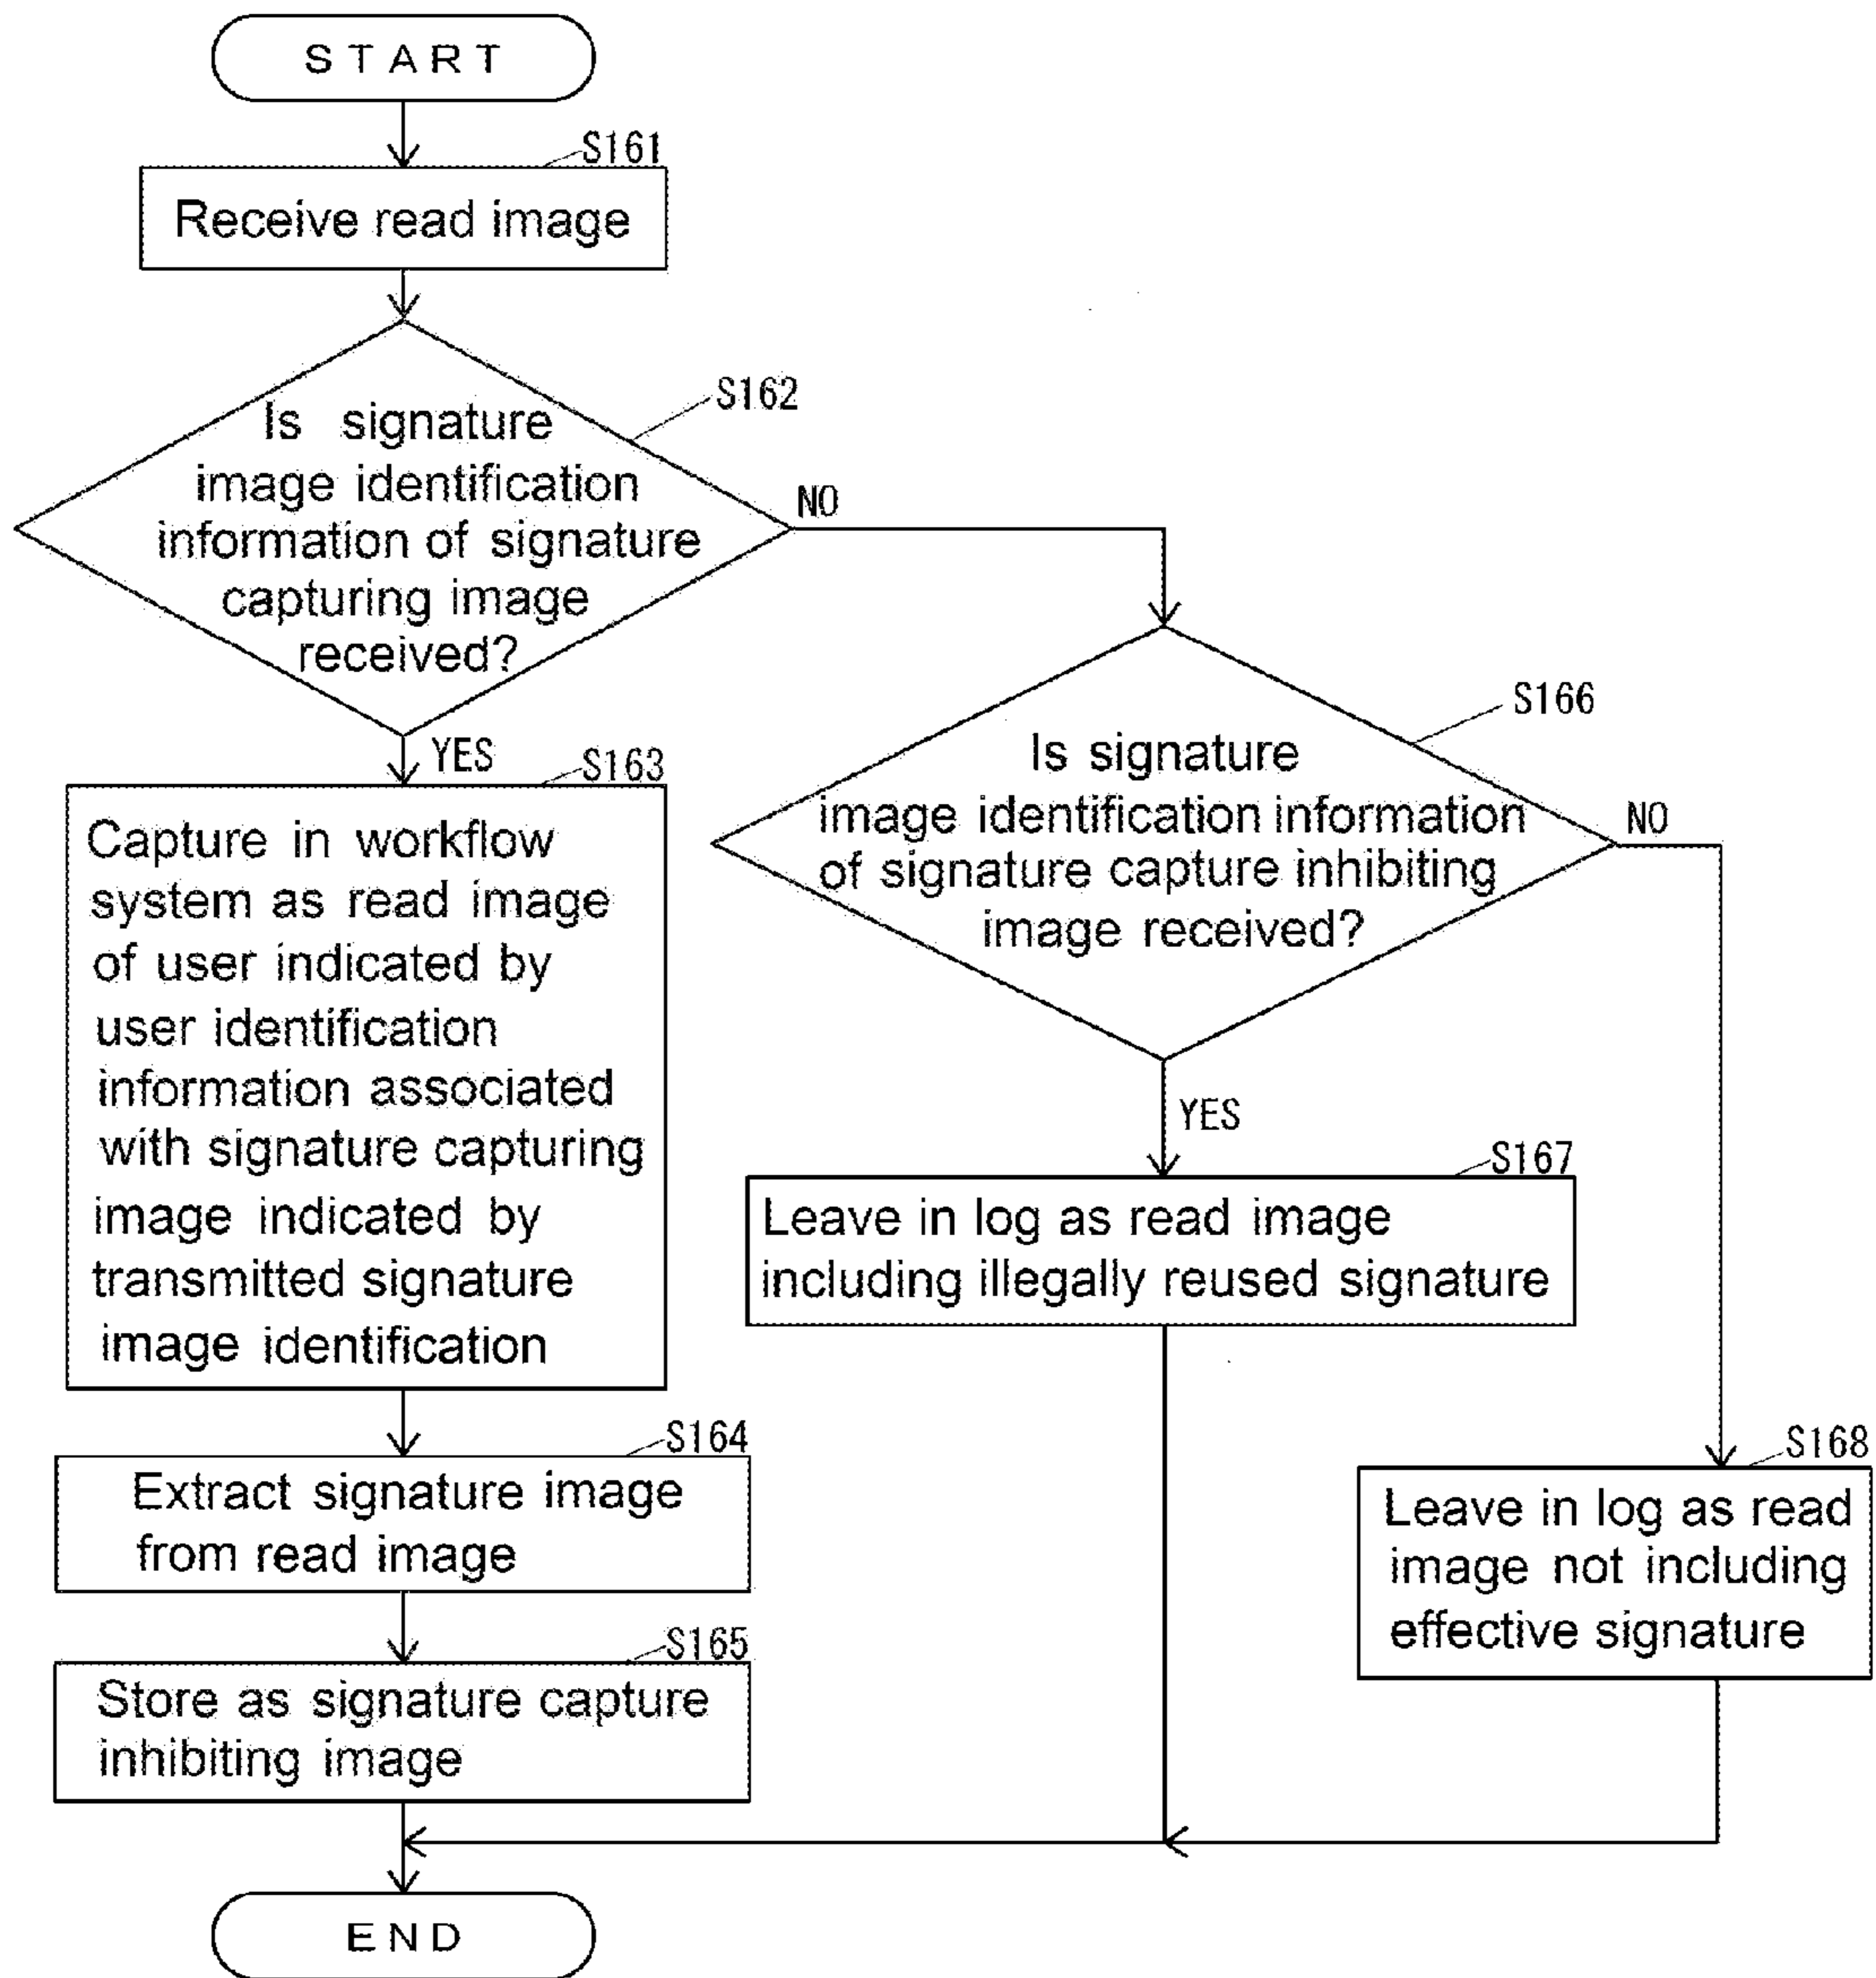 START
S161
Receive read image
S162
Is signature
image identification
information of signature
capturing image
received?
NO
YES
S163
Capture in workflow
system as read image
of user indicated by
user identification
information associated
with signature capturing
image indicated by
transmitted signature
image identification
S164
Extract signature image
from read image
S165
Store as signature capture
inhibiting image
S166
Is signature
image identification information
of signature capture inhibiting
image received?
NO
YES
S167
Leave in log as read image
including illegally reused signature
S168
Leave in log as read
image not including
effective signature
END